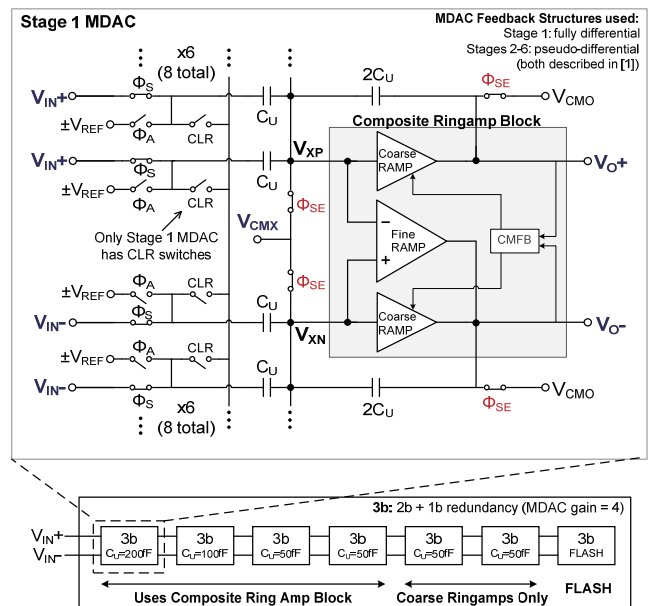 Stage 1 MDAC
MDAC Feedback Structures used:
Stage 1: fully differential
Stages 2-6: pseudo-differential
(both described in [1])
x6
(8 total)
ΦS
VIN+
CU
2CU
ΦSE
VCMO
±VREF
ΦA
CLR
Composite Ringamp Block
VIN+
ΦS
CU
VXP
Coarse
RAMP
VO+
±VREF
ΦA
CLR
ΦSE
Only Stage 1 MDAC
has CLR switches
VCMX
−
Fine
RAMP
+
CMFB
ΦSE
±VREF
ΦA
CLR
VIN-
ΦS
CU
VXN
Coarse
RAMP
VO-
±VREF
ΦA
CLR
VIN-
ΦS
CU
2CU
ΦSE
VCMO
x6
(8 total)
3b: 2b + 1b redundancy (MDAC gain = 4)
VIN+
VIN-
3b
CU=200fF
3b
CU=100fF
3b
CU=50fF
3b
CU=50fF
3b
CU=50fF
3b
CU=50fF
3b
FLASH
Uses Composite Ring Amp Block
Coarse Ringamps Only
FLASH